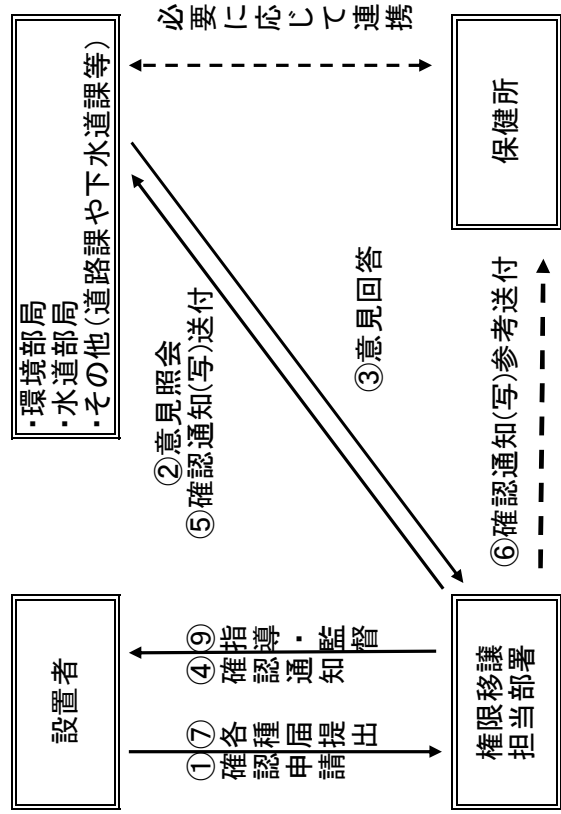 設置者
・環境部局
・水道部局
・その他(道路課や下水道課等)
①確認申請
⑦各種届提出
④確認通知
⑨指導・監督
②意見照会
⑤確認通知(写)送付
③意見回答
必要に応じて連携
権限移譲
担当部署
⑥確認通知(写)参考送付
保健所